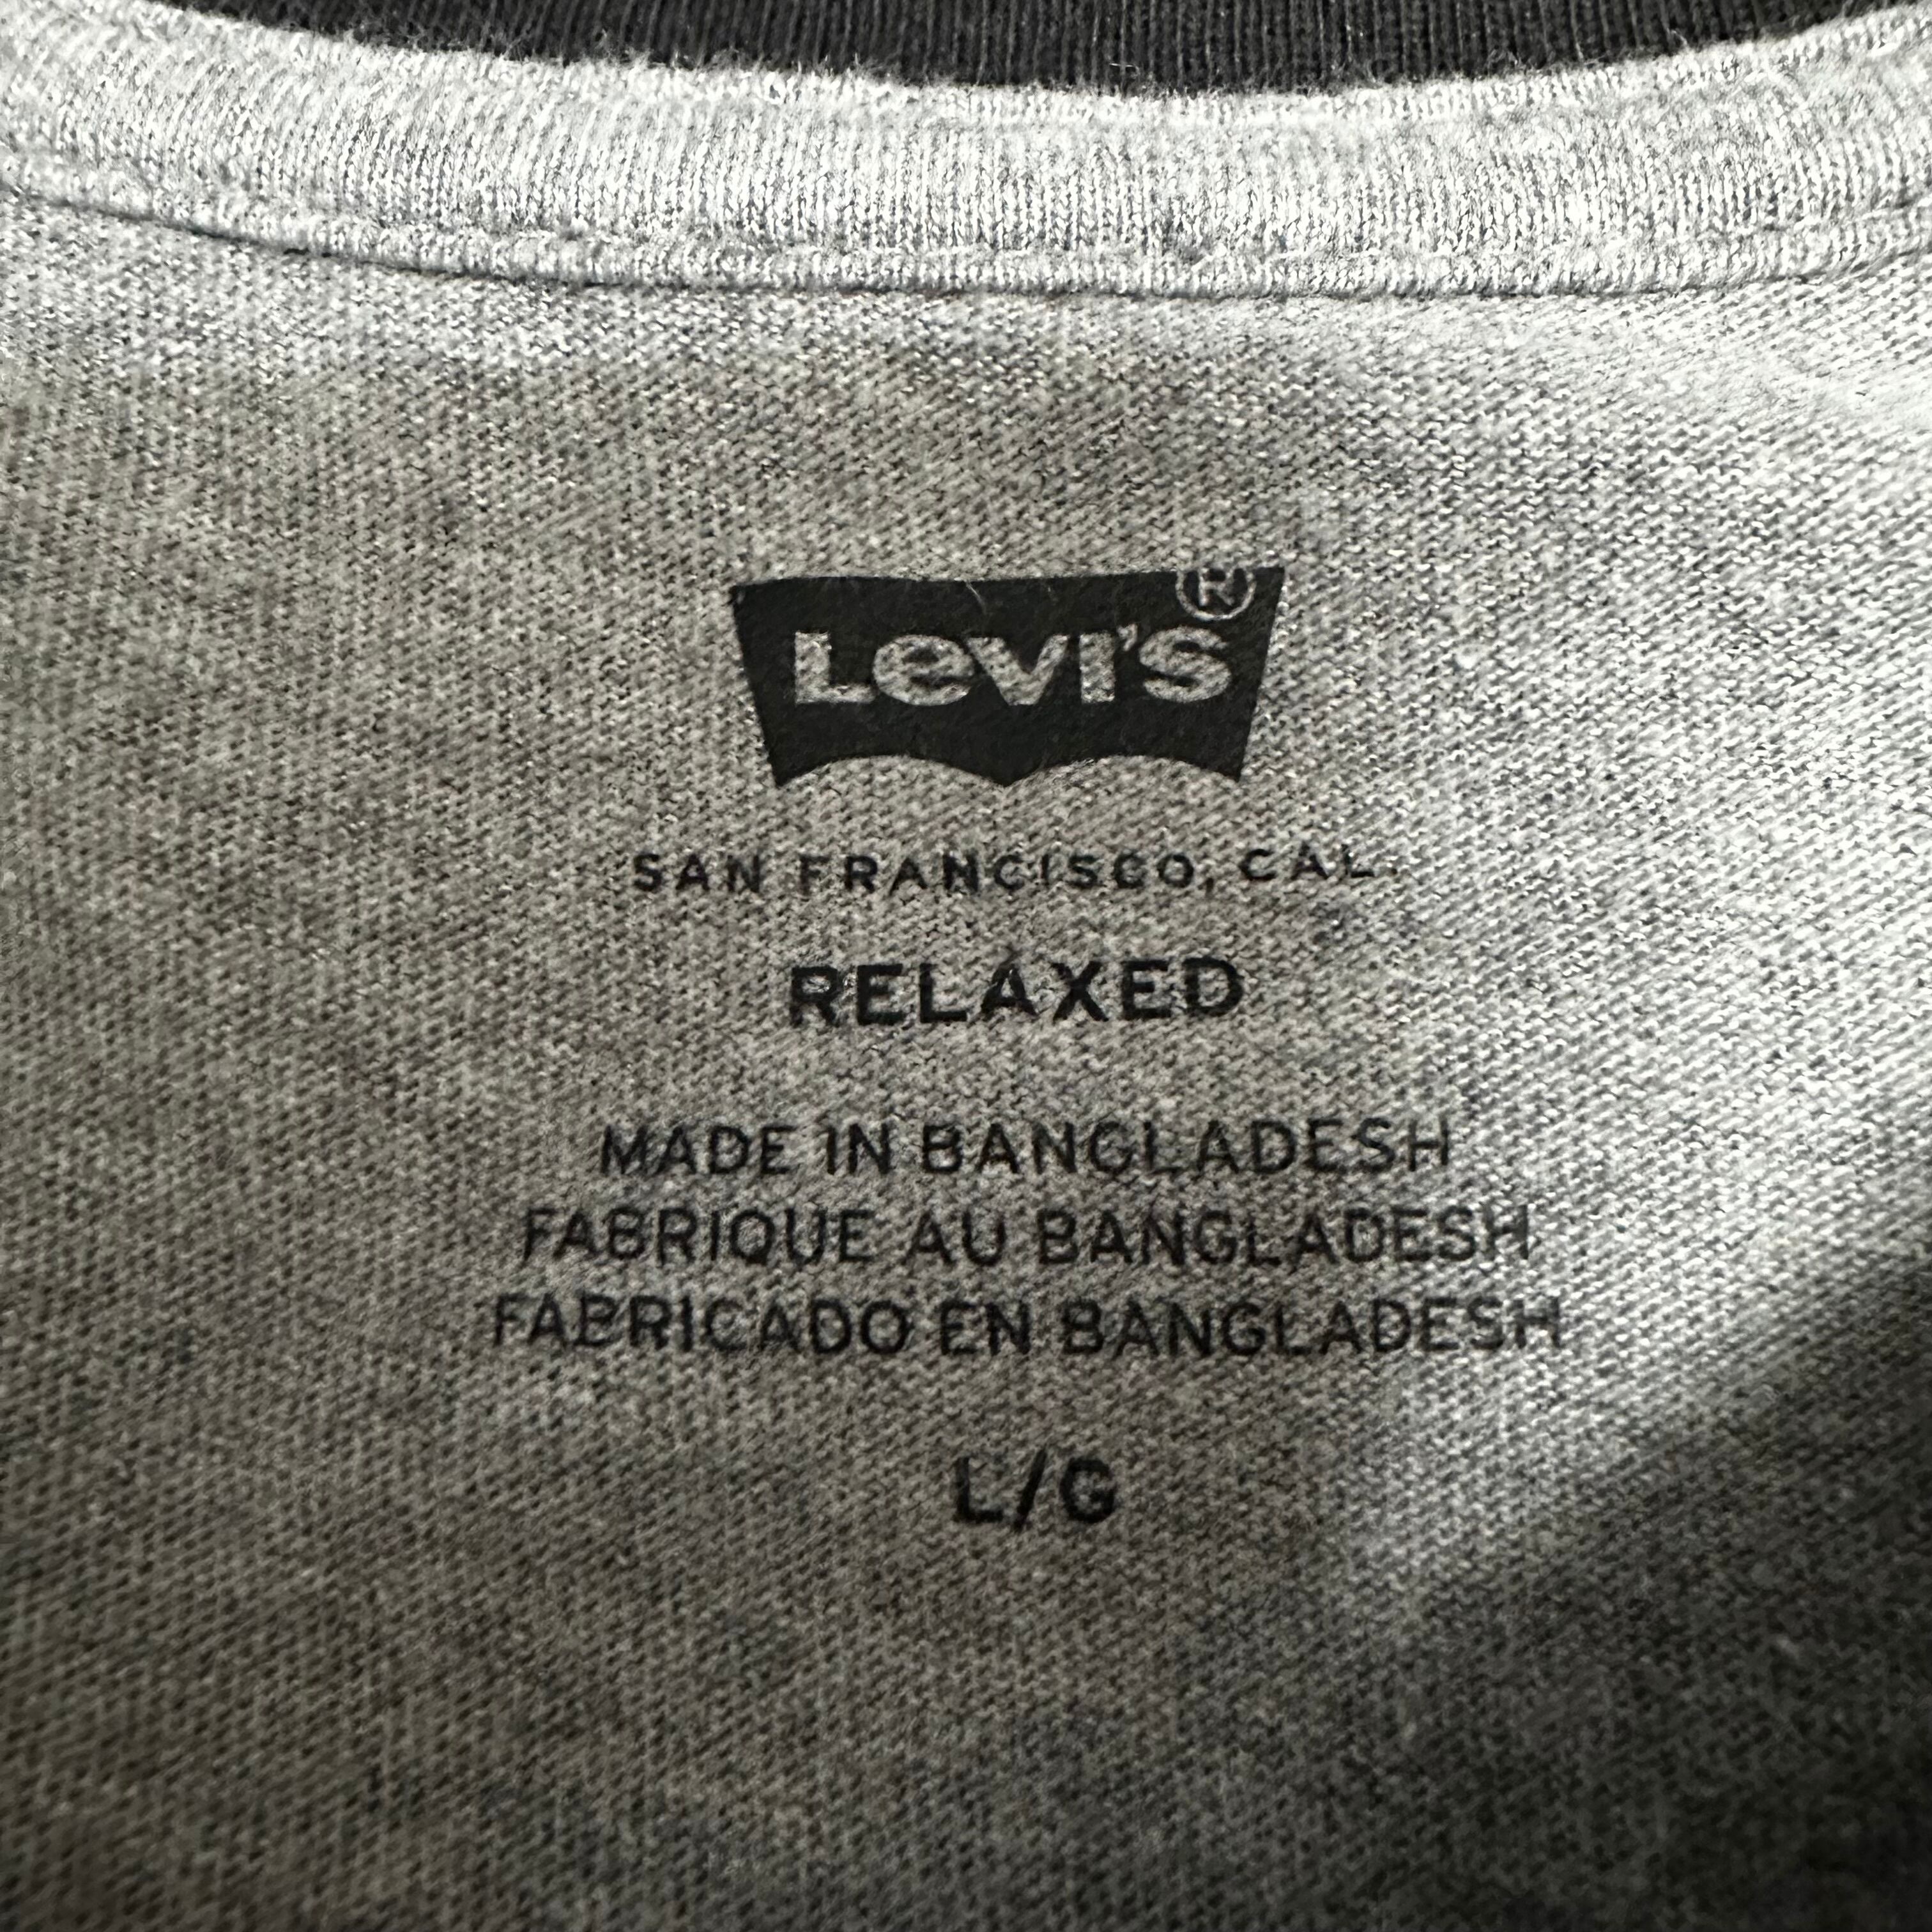 Levi's®
SAN FRANCISCO, CAL.
RELAXED
MADE IN BANGLADESH
FABRIQUE AU BANGLADESH
FABRICADO EN BANGLADESH
L/G